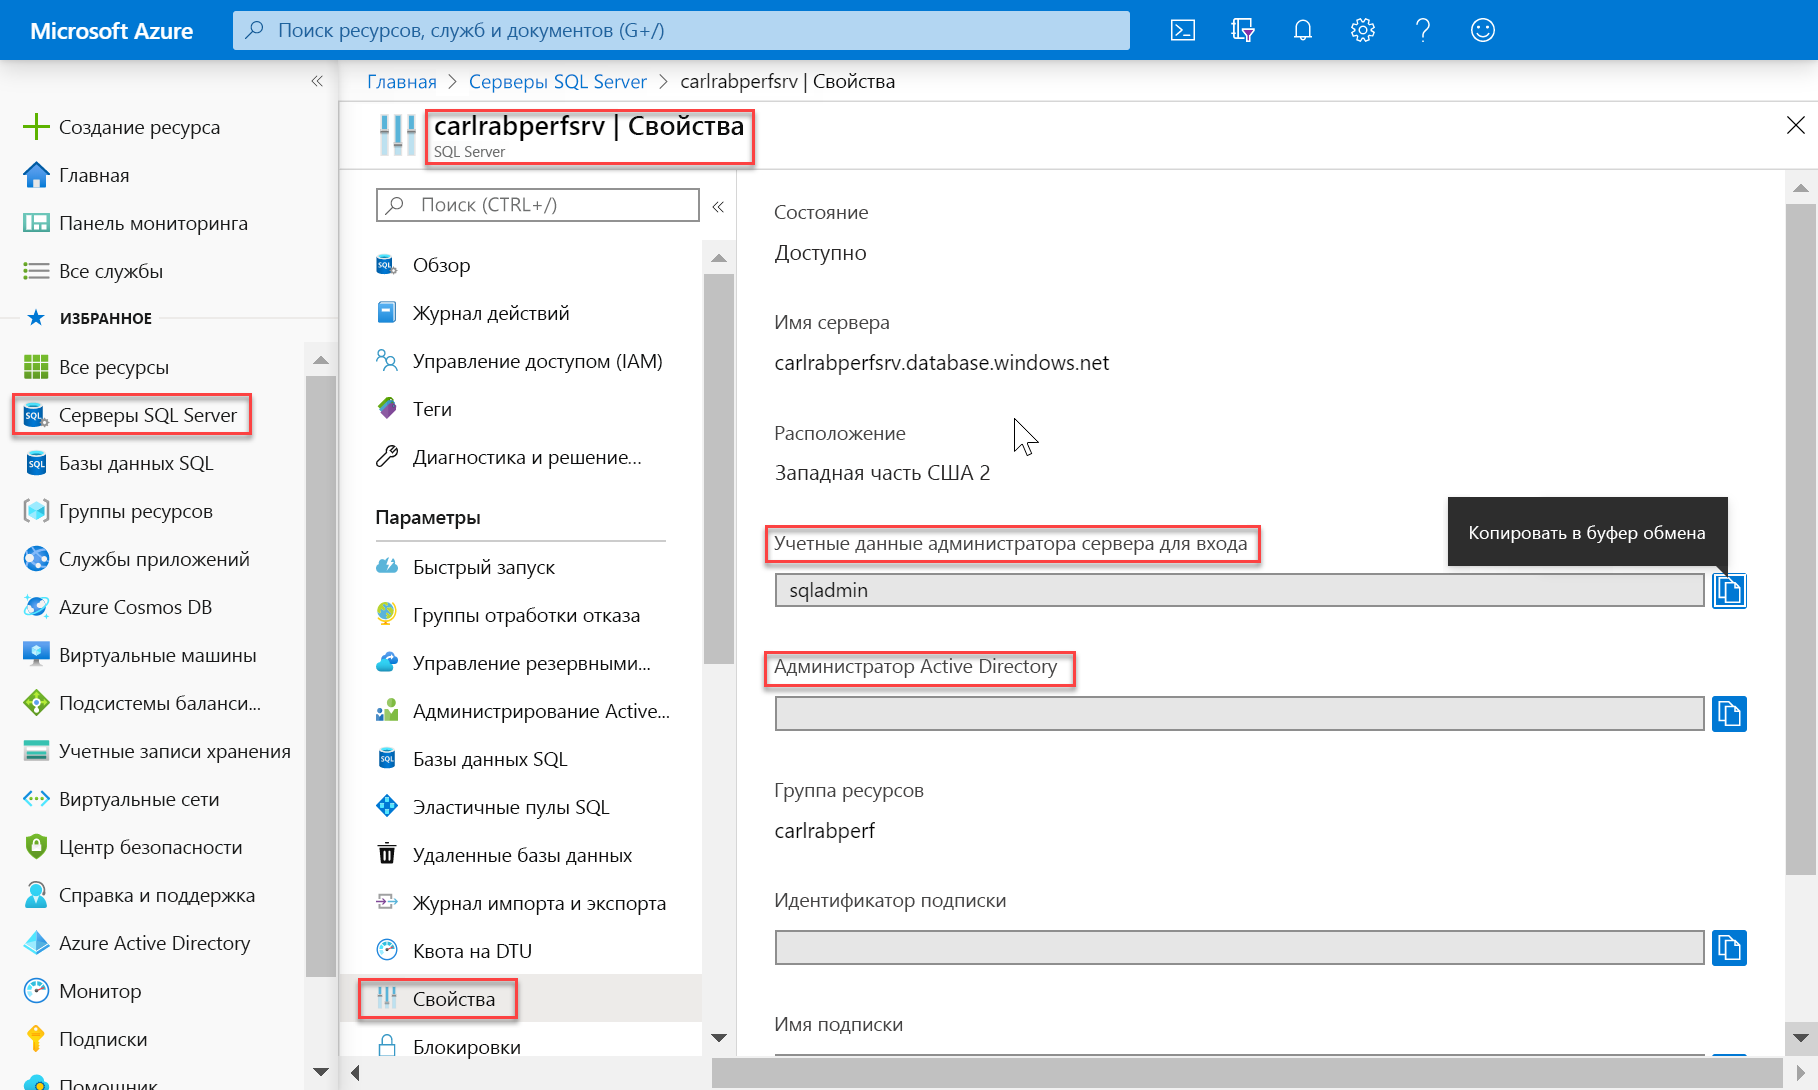 Microsoft Azure
Поиск ресурсов, служб и документов (G+/)
Главная > Серверы SQL Server > carlrabperfsrv | Свойства
carlrabperfsrv | Свойства
SQL Server
Создание ресурса
Главная
Панель мониторинга
Все службы
ИЗБРАННОЕ
Все ресурсы
Серверы SQL Server
Базы данных SQL
Группы ресурсов
Службы приложений
Azure Cosmos DB
Виртуальные машины
Подсистемы баланси...
Учетные записи хранения
Виртуальные сети
Центр безопасности
Справка и поддержка
Azure Active Directory
Монитор
Подписки
Помощник
Поиск (CTRL+/)
Обзор
Журнал действий
Управление доступом (IAM)
Теги
Диагностика и решение...
Параметры
Быстрый запуск
Группы отработки отказа
Управление резервными...
Администрирование Active...
Базы данных SQL
Эластичные пулы SQL
Удаленные базы данных
Журнал импорта и экспорта
Квота на DTU
Свойства
Блокировки
Состояние
Доступно
Имя сервера
carlrabperfsrv.database.windows.net
Расположение
Западная часть США 2
Учетные данные администратора сервера для входа
Копировать в буфер обмена
sqladmin
Администратор Active Directory
Группа ресурсов
carlrabperf
Идентификатор подписки
Имя подписки